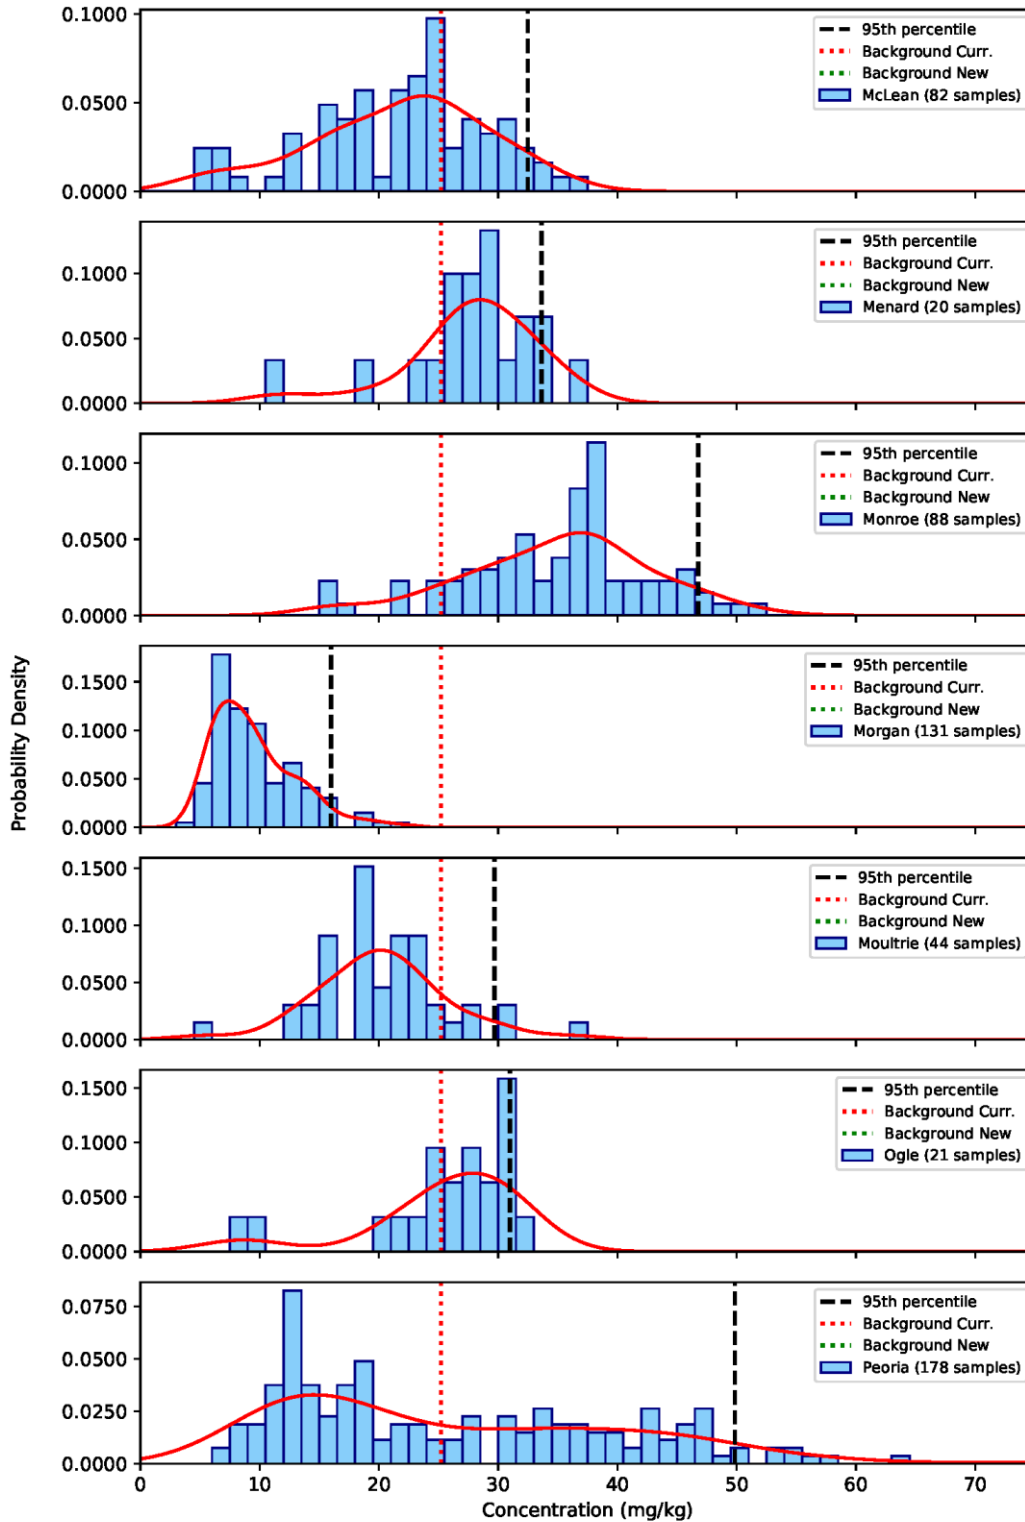 0.1000
0.0500
0.0000
95th percentile
Background Curr.
Background New
McLean (82 samples)
0.1000
0.0500
0.0000
95th percentile
Background Curr.
Background New
Menard (20 samples)
0.1000
0.0500
0.0000
95th percentile
Background Curr.
Background New
Monroe (88 samples)
Probability Density
0.1500
0.1000
0.0500
0.0000
95th percentile
Background Curr.
Background New
Morgan (131 samples)
0.1500
0.1000
0.0500
0.0000
95th percentile
Background Curr.
Background New
Moultrie (44 samples)
0.1500
0.1000
0.0500
0.0000
95th percentile
Background Curr.
Background New
Ogle (21 samples)
0.0750
0.0500
0.0250
0.0000
95th percentile
Background Curr.
Background New
Peoria (178 samples)
0 10 20 30 40 50 60 70
Concentration (mg/kg)